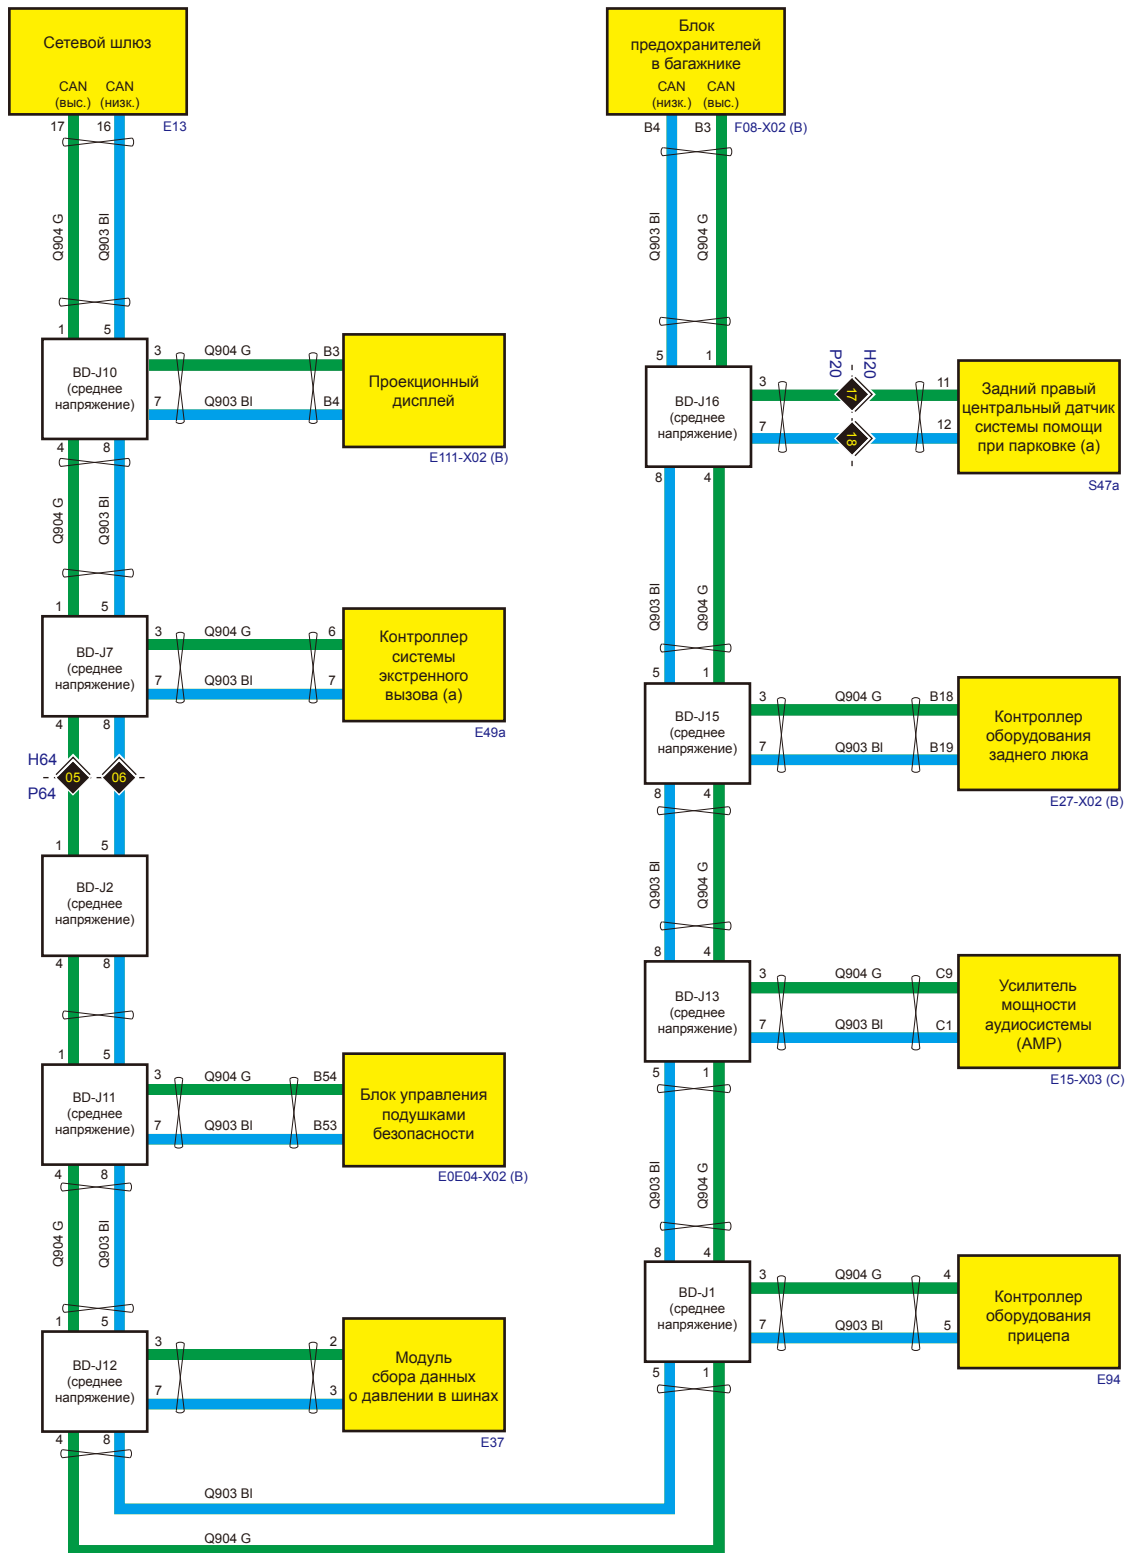 Сетевой шлюз
CAN
(выс.)
CAN
(низк.)
17
16
E13
Q904 G
Q903 Bl
1
5
BD-J10
(среднее
напряжение)
3
Q904 G
B3
7
Q903 Bl
B4
Проекционный
дисплей
E111-X02 (B)
4
8
Q904 G
Q903 Bl
1
5
BD-J7
(среднее
напряжение)
3
Q904 G
6
7
Q903 Bl
7
Контроллер
системы
экстренного
вызова (a)
E49a
4
8
H64
P64
05
06
1
5
BD-J2
(среднее
напряжение)
4
8
1
5
BD-J11
(среднее
напряжение)
3
Q904 G
B54
7
Q903 Bl
B53
Блок управления
подушками
безопасности
E0E04-X02 (B)
4
8
Q904 G
Q903 Bl
1
5
BD-J12
(среднее
напряжение)
3
2
7
3
Модуль
сбора данных
о давлении в шинах
E37
4
8
Q903 Bl
Q904 G
Блок
предохранителей
в багажнике
CAN
(низк.)
CAN
(выс.)
B4
B3
F08-X02 (B)
Q903 Bl
Q904 G
5
1
BD-J16
(среднее
напряжение)
3
7
P20
H20
17
18
11
12
Задний правый
центральный датчик
системы помощи
при парковке (a)
S47a
8
4
Q903 Bl
Q904 G
5
1
BD-J15
(среднее
напряжение)
3
Q904 G
B18
7
Q903 Bl
B19
Контроллер
оборудования
заднего люка
E27-X02 (B)
8
4
Q903 Bl
Q904 G
8
4
BD-J13
(среднее
напряжение)
3
Q904 G
C9
7
Q903 Bl
C1
Усилитель
мощности
аудиосистемы
(AMP)
E15-X03 (C)
5
1
Q903 Bl
Q904 G
8
4
BD-J1
(среднее
напряжение)
3
Q904 G
4
7
Q903 Bl
5
Контроллер
оборудования
прицепа
E94
5
1